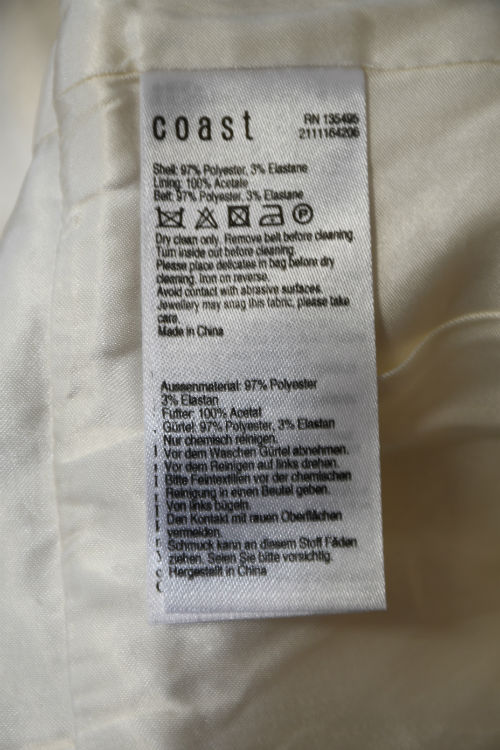 coast
RN 135495
2111164206
Shell: 97% Polyester, 3% Elastane
Lining: 100% Acetate
Belt: 97% Polyester, 3% Elastane
P
Dry clean only. Remove belt before cleaning.
Turn inside out before cleaning.
Please place delicates in bag before dry
cleaning. Iron on reverse.
Avoid contact with abrasive surfaces.
Jewellery may snag this fabric, please take
care.
Made in China
Aussenmaterial: 97% Polyester
3% Elastan
Futter: 100% Acetat
Gürtel: 97% Polyester, 3% Elastan
Nur chemisch reinigen.
Vor dem Waschen Gürtel abnehmen.
Vor dem Reinigen auf links drehen.
Bitte Feintextilien vor der chemischen
Reinigung in einen Beutel geben.
Von links bügeln.
Den Kontakt mit rauen Oberflächen
vermeiden.
Schmuck kann an diesem Stoff Fäden
ziehen. Seien Sie bitte vorsichtig.
Hergestellt in China